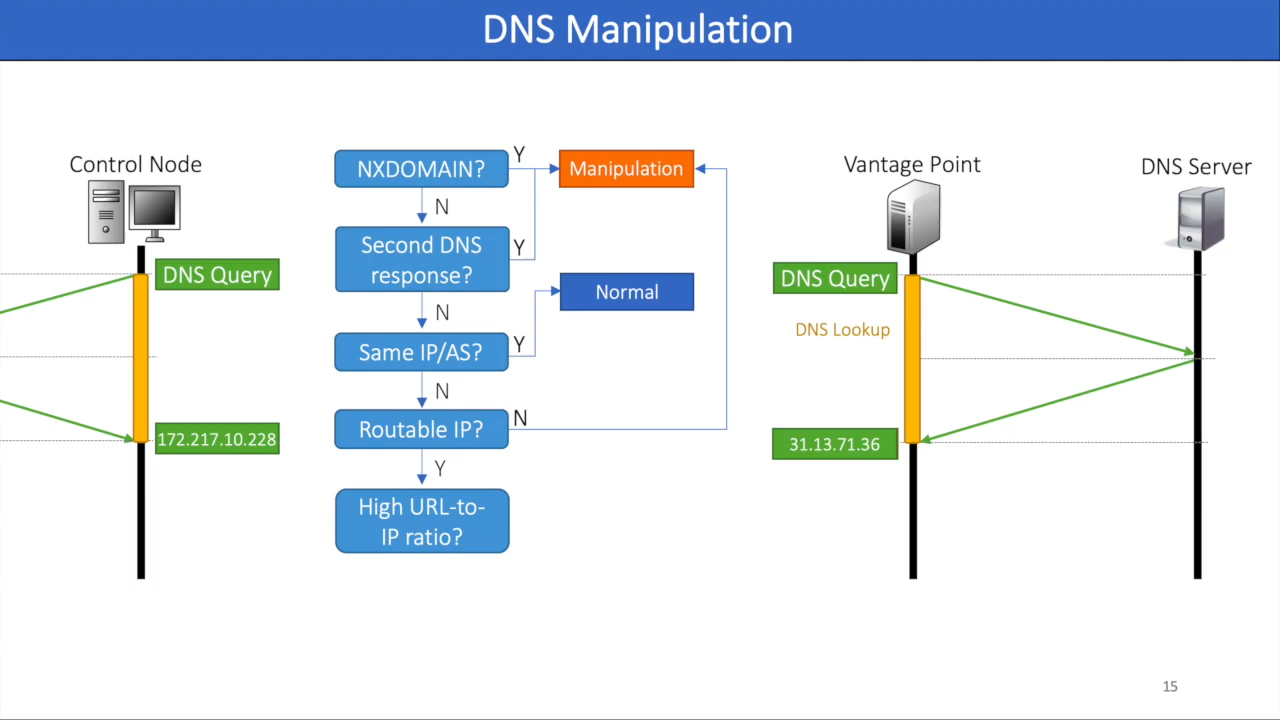 DNS Manipulation
Control Node
DNS Query
172.217.10.228
NXDOMAIN?
Y
Manipulation
N
Second DNS
response?
Y
N
Normal
Same IP/AS?
Y
N
Routable IP?
N
Y
High URL-to-
IP ratio?
Vantage Point
DNS Server
DNS Query
DNS Lookup
31.13.71.36
15